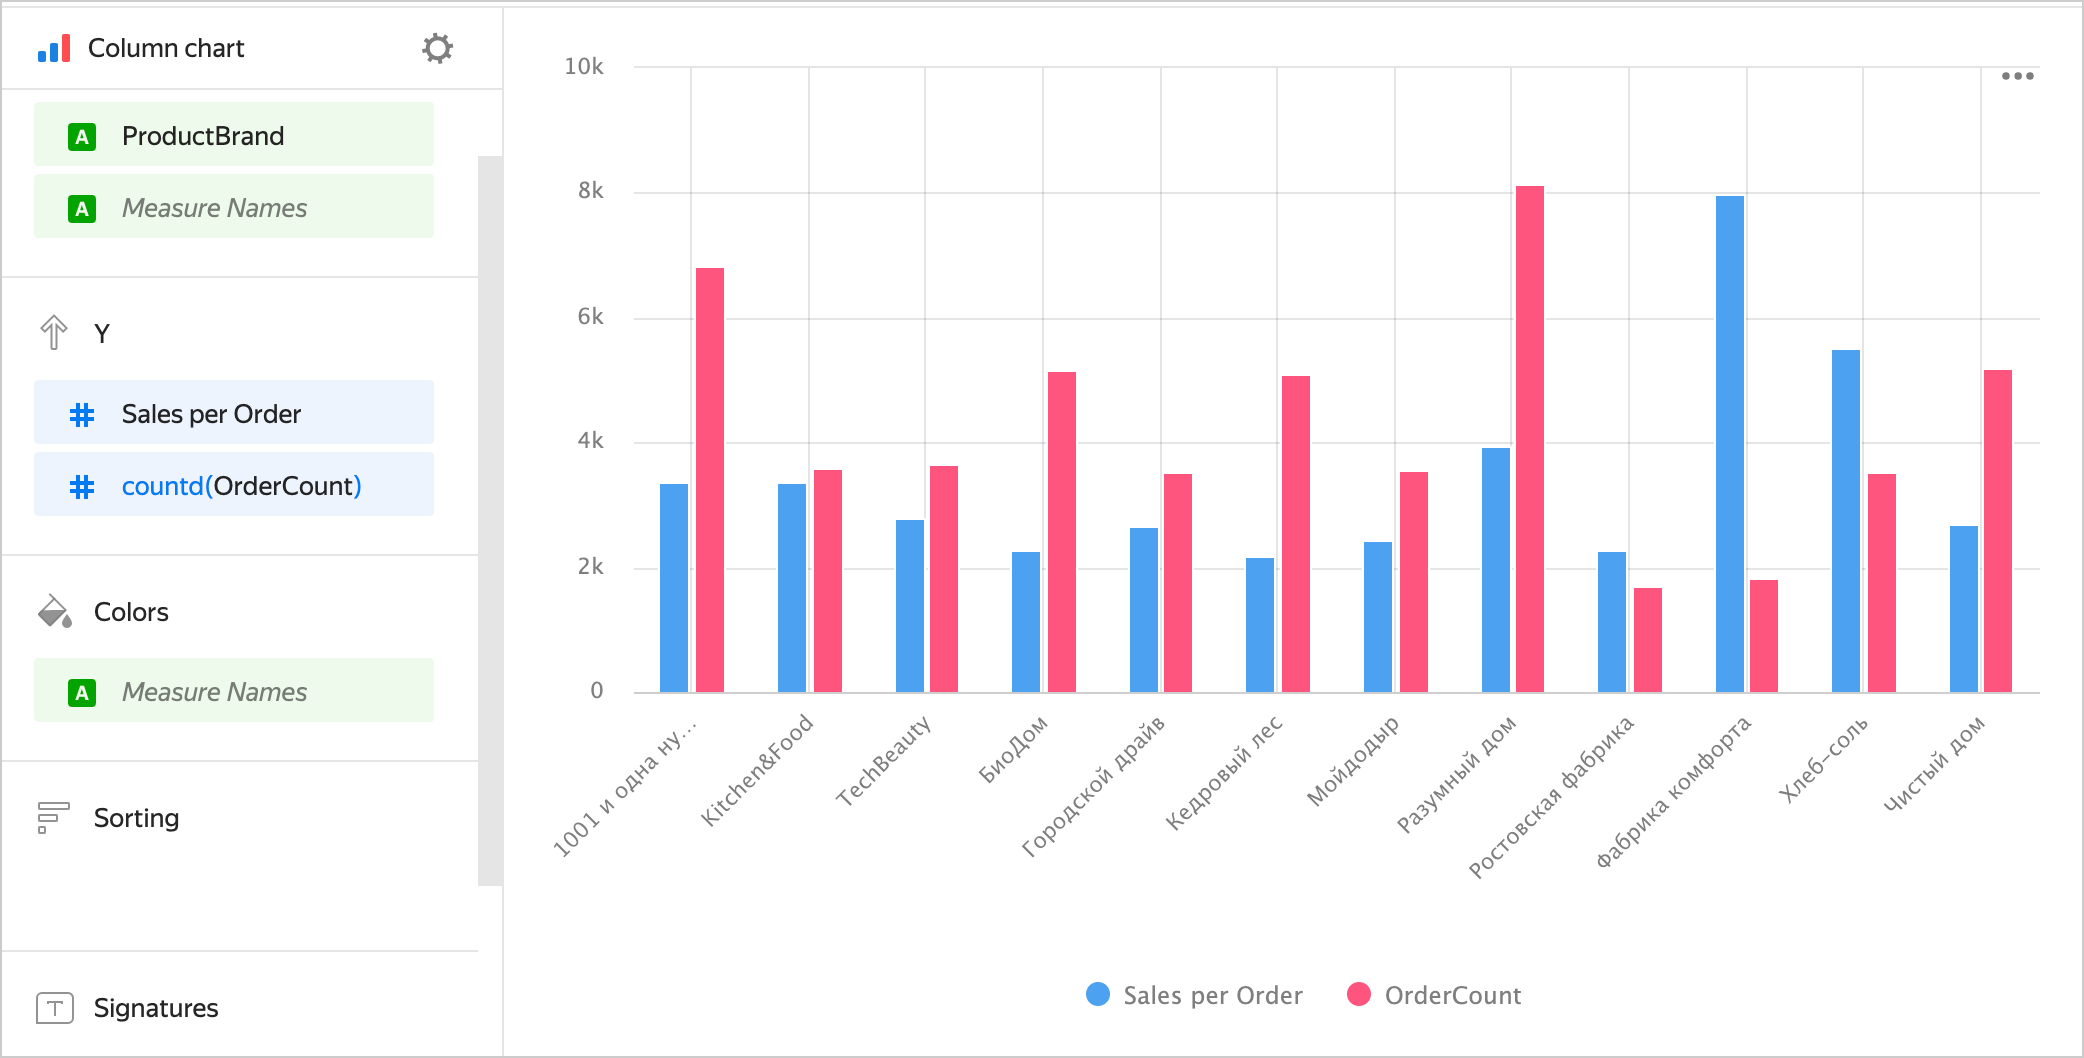 Column chart
A ProductBrand
A Measure Names
Y
# Sales per Order
# countd(OrderCount)
Colors
A Measure Names
Sorting
T Signatures
10k
8k
6k
4k
2k
0
1001 и одна ну...
Kitchen&Food
TechBeauty
БиоДом
Городской драйв
Кедровый лес
Мойдодыр
Разумный дом
Ростовская фабрика
Фабрика комфорта
Хлеб-соль
Чистый дом
Sales per Order
OrderCount